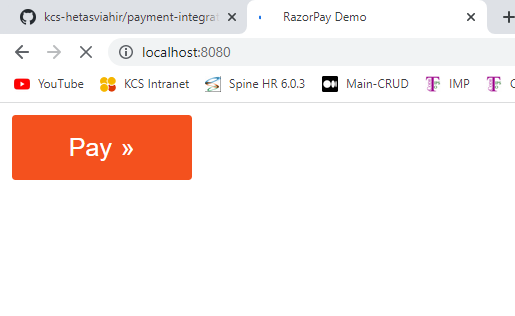 kcs-hetasviahir/payment-integrat
RazorPay Demo
localhost:8080
YouTube KCS Intranet Spine HR 6.0.3 Main-CRUD IMP
Pay »